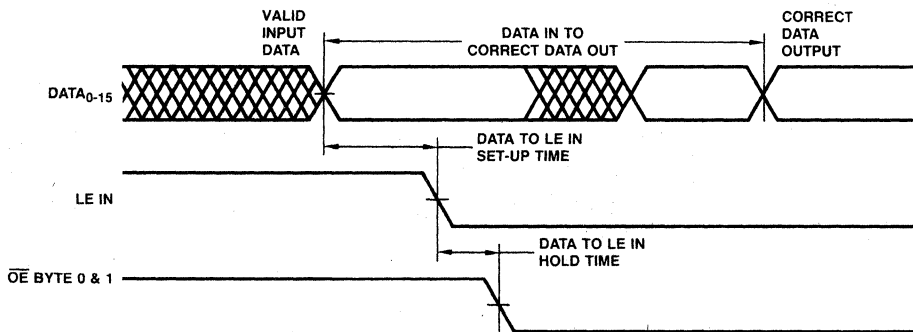 VALID
INPUT
DATA
DATA IN TO
CORRECT DATA OUT
CORRECT
DATA
OUTPUT
DATA₀₋₁₅
DATA TO LE IN
SET-UP TIME
LE IN
DATA TO LE IN
HOLD TIME
O̅E̅ BYTE 0 & 1